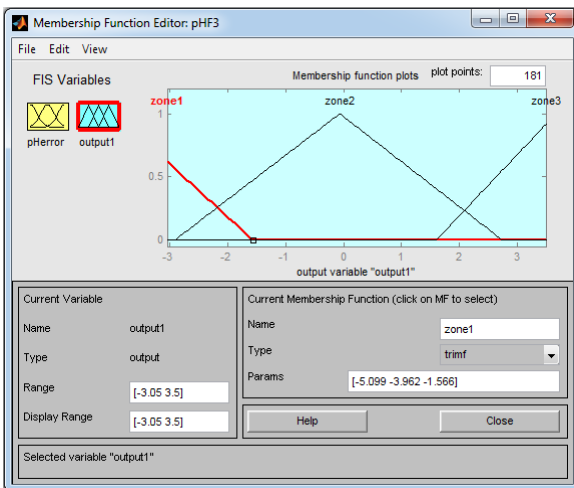 Membership Function Editor: pHF3
File Edit View
FIS Variables
Membership function plots plot points: 181
zone1 zone2 zone3
pHerror output1
1
0.5
0
-3 -2 -1 0 1 2 3
output variable "output1"
Current Variable
Name output1
Type output
Range [-3.05 3.5]
Display Range [-3.05 3.5]
Current Membership Function (click on MF to select)
Name zone1
Type trimf
Params [-5.099 -3.962 -1.566]
Help Close
Selected variable "output1"